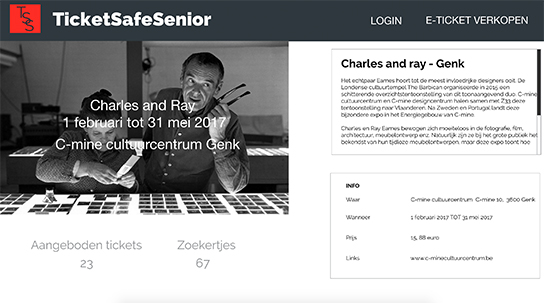 TSS
TicketSafeSenior
LOGIN
E-TICKET VERKOPEN
Charles and Ray
1 februari tot 31 mei 2017
C-mine cultuurcentrum Genk
Aangeboden tickets
23
Zoekertjes
67
Charles and ray - Genk
Het echtpaar Eames hoort tot de meest invloedrijke designers ooit. De
Londense cultuurtempel The Barbican organiseerde in 2015 een
schitterende overzichtstentoonstelling van dit toonaangevend duo. C-mine
cultuurcentrum en C-mine designcentrum halen samen met Z33 deze
tentoonstelling naar Vlaanderen. Na Zweden en Portugal landt deze
bijzondere expo in het Energiegebouw van C-mine.
Charles en Ray Eames bewogen zich moeiteloos in de fotografie, film,
architectuur, meubelontwerp enz. Natuurlijk zijn ze bij het grote publiek het
bekendst van hun tijdloze meubelontwerpen, maar deze expo toont hoe
INFO
Waar C-mine cultuurcentrum C-mine 10, 3600 Genk
Wanneer 1 februari 2017 TOT 31 mei 2017
Prijs 15, 88 euro
Links www.c-minecultuurcentrum.be